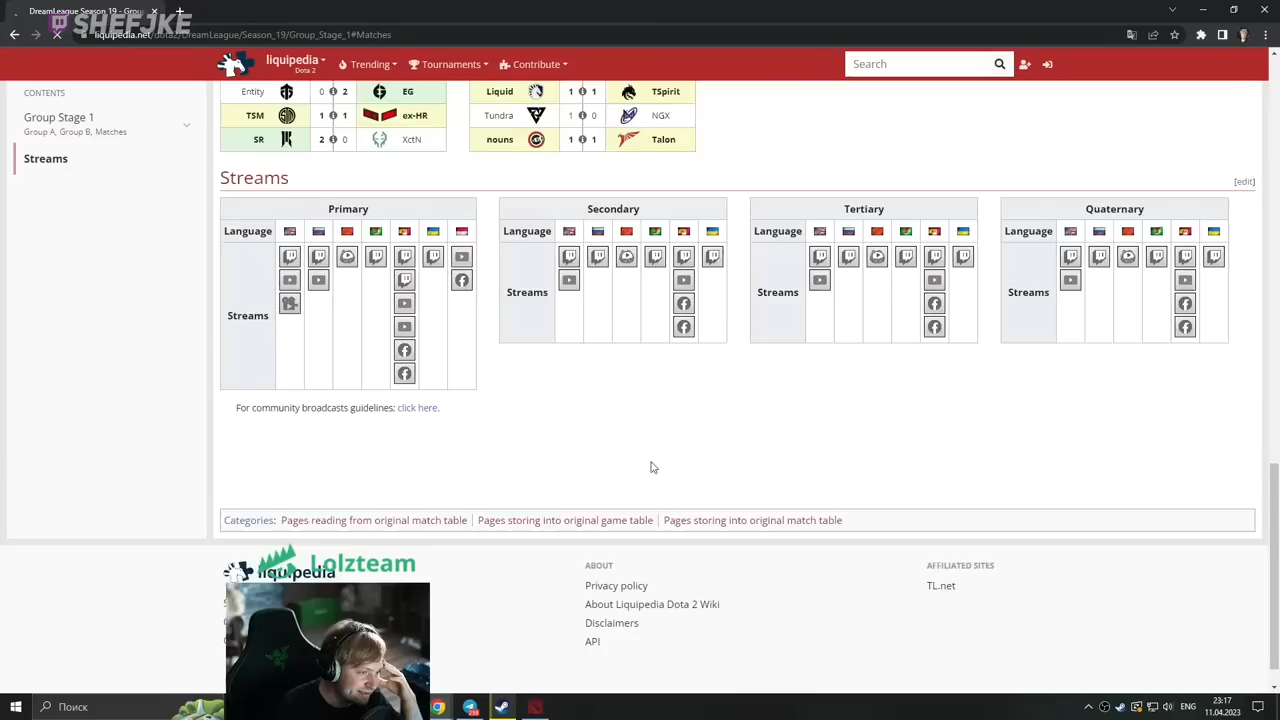 DreamLeague Season 19 - Group
SHEFJKE
liquipedia.net/dota2/DreamLeague/Season_19/Group_Stage_1#Matches
liquipedia
Dota 2
Trending
Tournaments
Contribute
Search
CONTENTS
Group Stage 1
Group A, Group B, Matches
Streams
Entity 0 2 EG
TSM 1 1 ex-HR
SR 2 0 XctN
Liquid 1 1 TSpirit
Tundra 1 0 NGX
nouns 1 1 Talon
Streams
[edit]
Primary
Language
Streams
Secondary
Language
Streams
Tertiary
Language
Streams
Quaternary
Language
Streams
For community broadcasts guidelines; click here.
Categories: Pages reading from original match table | Pages storing into original game table | Pages storing into original match table
Lolzteam
liquipedia
ABOUT
Privacy policy
About Liquipedia Dota 2 Wiki
Disclaimers
API
AFFILIATED SITES
TL.net
Поиск
ENG
23:17
11.04.2023